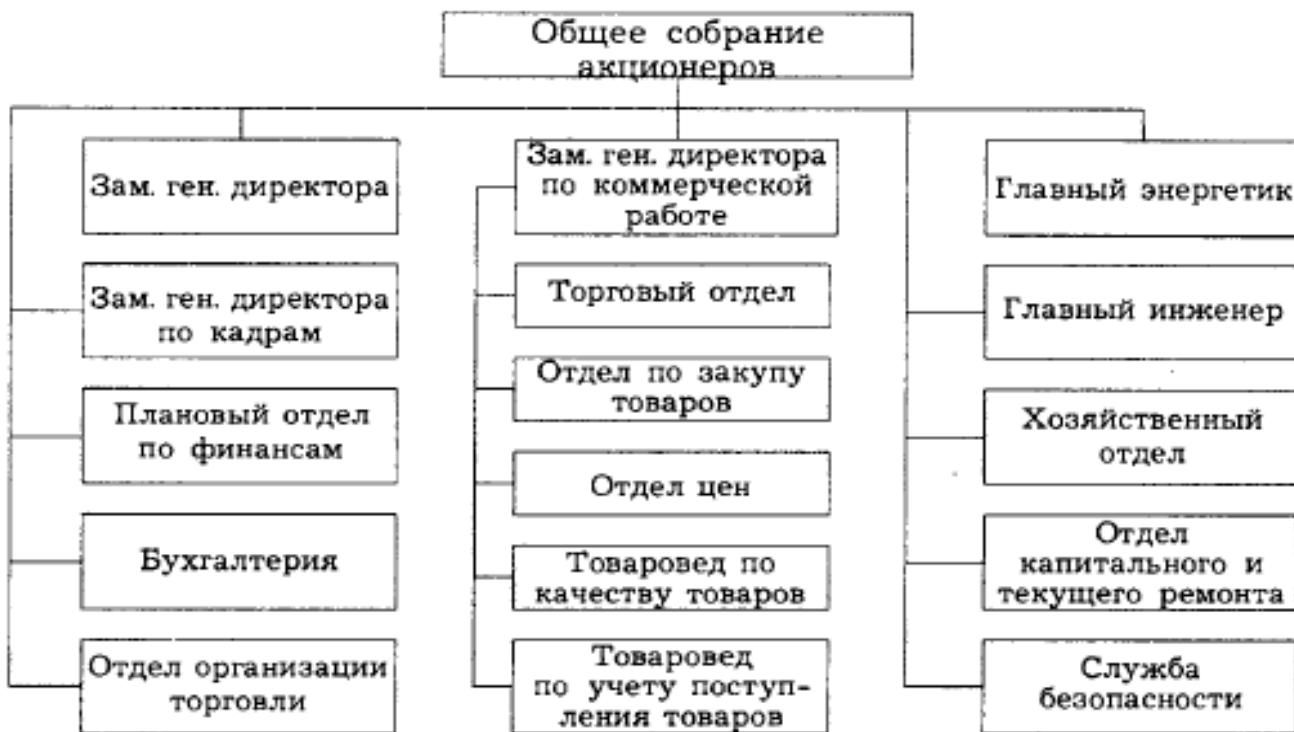 Общее собрание
акционеров
Зам. ген. директора
Зам. ген. директора
по кадрам
Плановый отдел
по финансам
Бухгалтерия
Отдел организации
торговли
Зам. ген. директора
по коммерческой
работе
Торговый отдел
Отдел по закупу
товаров
Отдел цен
Товаровед по
качеству товаров
Товаровед
по учету поступ-
ления товаров
Главный энергетик
Главный инженер
Хозяйственный
отдел
Отдел
капитального и
текущего ремонта
Служба
безопасности